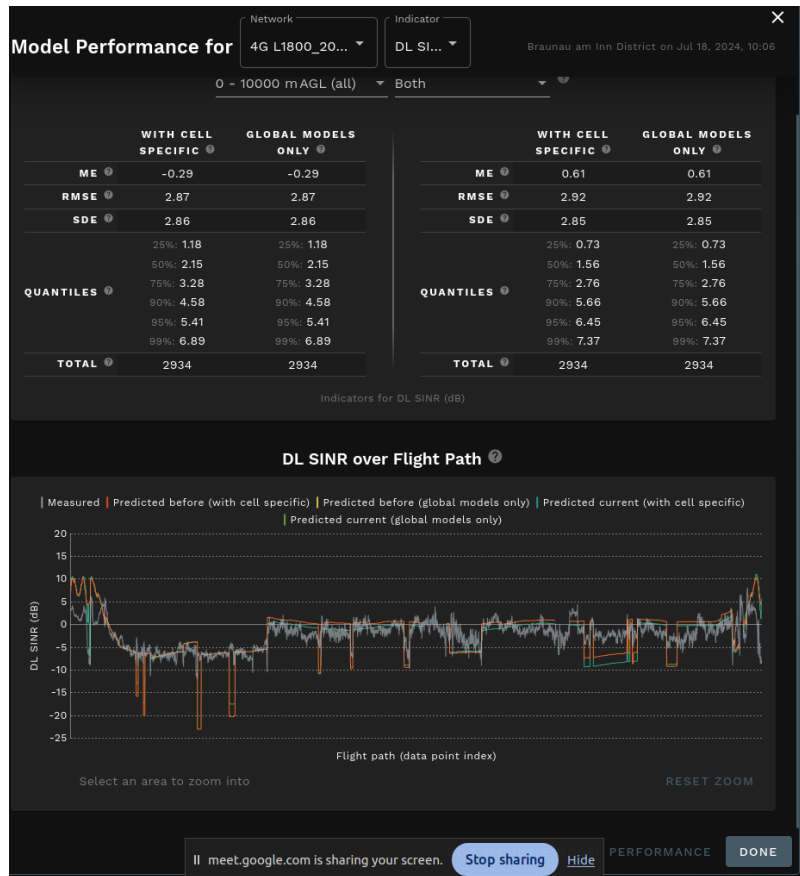 Model Performance for
Network
4G L1800_20...
Indicator
DL SI...
Braunau am Inn District on Jul 18, 2024, 10:06
0 - 10000 m AGL (all)
Both
WITH CELL SPECIFIC
GLOBAL MODELS ONLY
ME -0.29 -0.29
RMSE 2.87 2.87
SDE 2.86 2.86
QUANTILES
25%: 1.18 25%: 1.18
50%: 2.15 50%: 2.15
75%: 3.28 75%: 3.28
90%: 4.58 90%: 4.58
95%: 5.41 95%: 5.41
99%: 6.89 99%: 6.89
TOTAL 2934 2934
WITH CELL SPECIFIC
GLOBAL MODELS ONLY
ME 0.61 0.61
RMSE 2.92 2.92
SDE 2.85 2.85
QUANTILES
25%: 0.73 25%: 0.73
50%: 1.56 50%: 1.56
75%: 2.76 75%: 2.76
90%: 5.66 90%: 5.66
95%: 6.45 95%: 6.45
99%: 7.37 99%: 7.37
TOTAL 2934 2934
Indicators for DL SINR (dB)
DL SINR over Flight Path
Measured Predicted before (with cell specific) Predicted before (global models only) Predicted current (with cell specific)
Predicted current (global models only)
20
15
10
5
0
-5
-10
-15
-20
-25
DL SINR (dB)
Flight path (data point index)
Select an area to zoom into
RESET ZOOM
meet.google.com is sharing your screen.
Stop sharing
Hide
PERFORMANCE
DONE